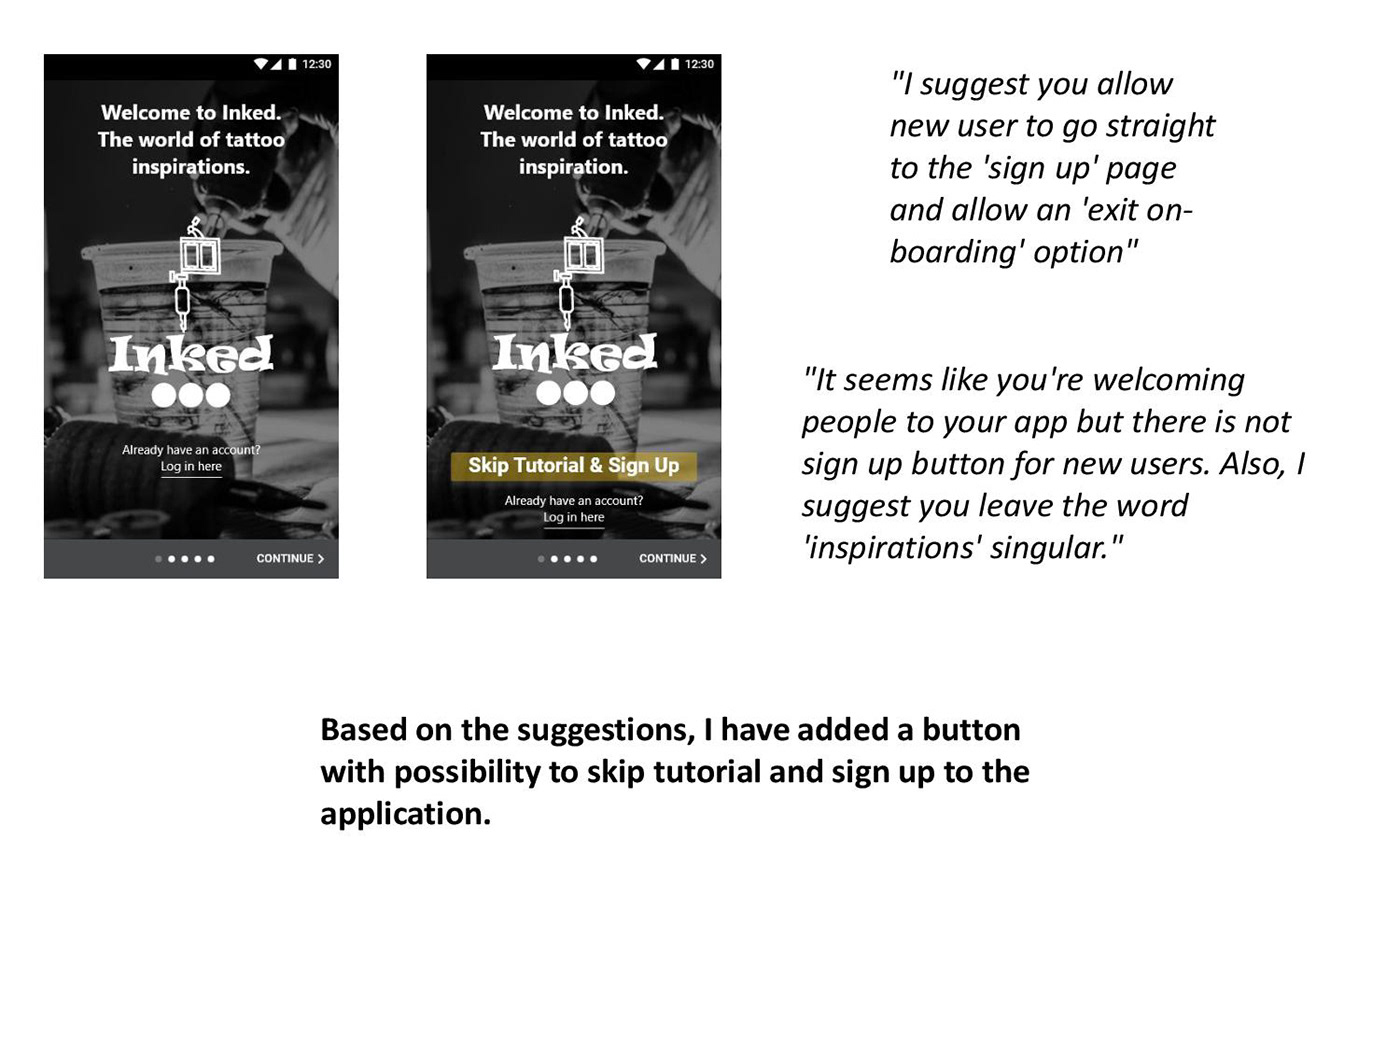 12:30
Welcome to Inked.
The world of tattoo
inspirations.
Inked
Already have an account?
Log in here
CONTINUE
12:30
Welcome to Inked.
The world of tattoo
inspiration.
Inked
Skip Tutorial & Sign Up
Already have an account?
Log in here
CONTINUE
"I suggest you allow
new user to go straight
to the 'sign up' page
and allow an 'exit on-
boarding' option"
"It seems like you're welcoming
people to your app but there is not
sign up button for new users. Also, I
suggest you leave the word
'inspirations' singular."
Based on the suggestions, I have added a button
with possibility to skip tutorial and sign up to the
application.